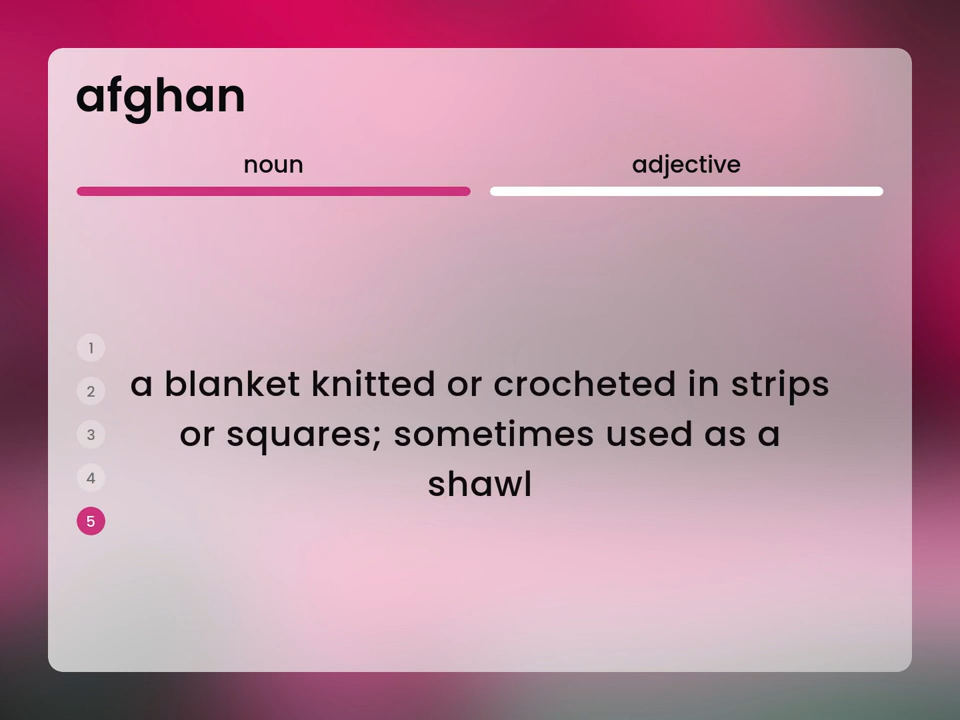 afghan
noun
adjective
1
2
3
4
5
a blanket knitted or crocheted in strips
or squares; sometimes used as a
shawl